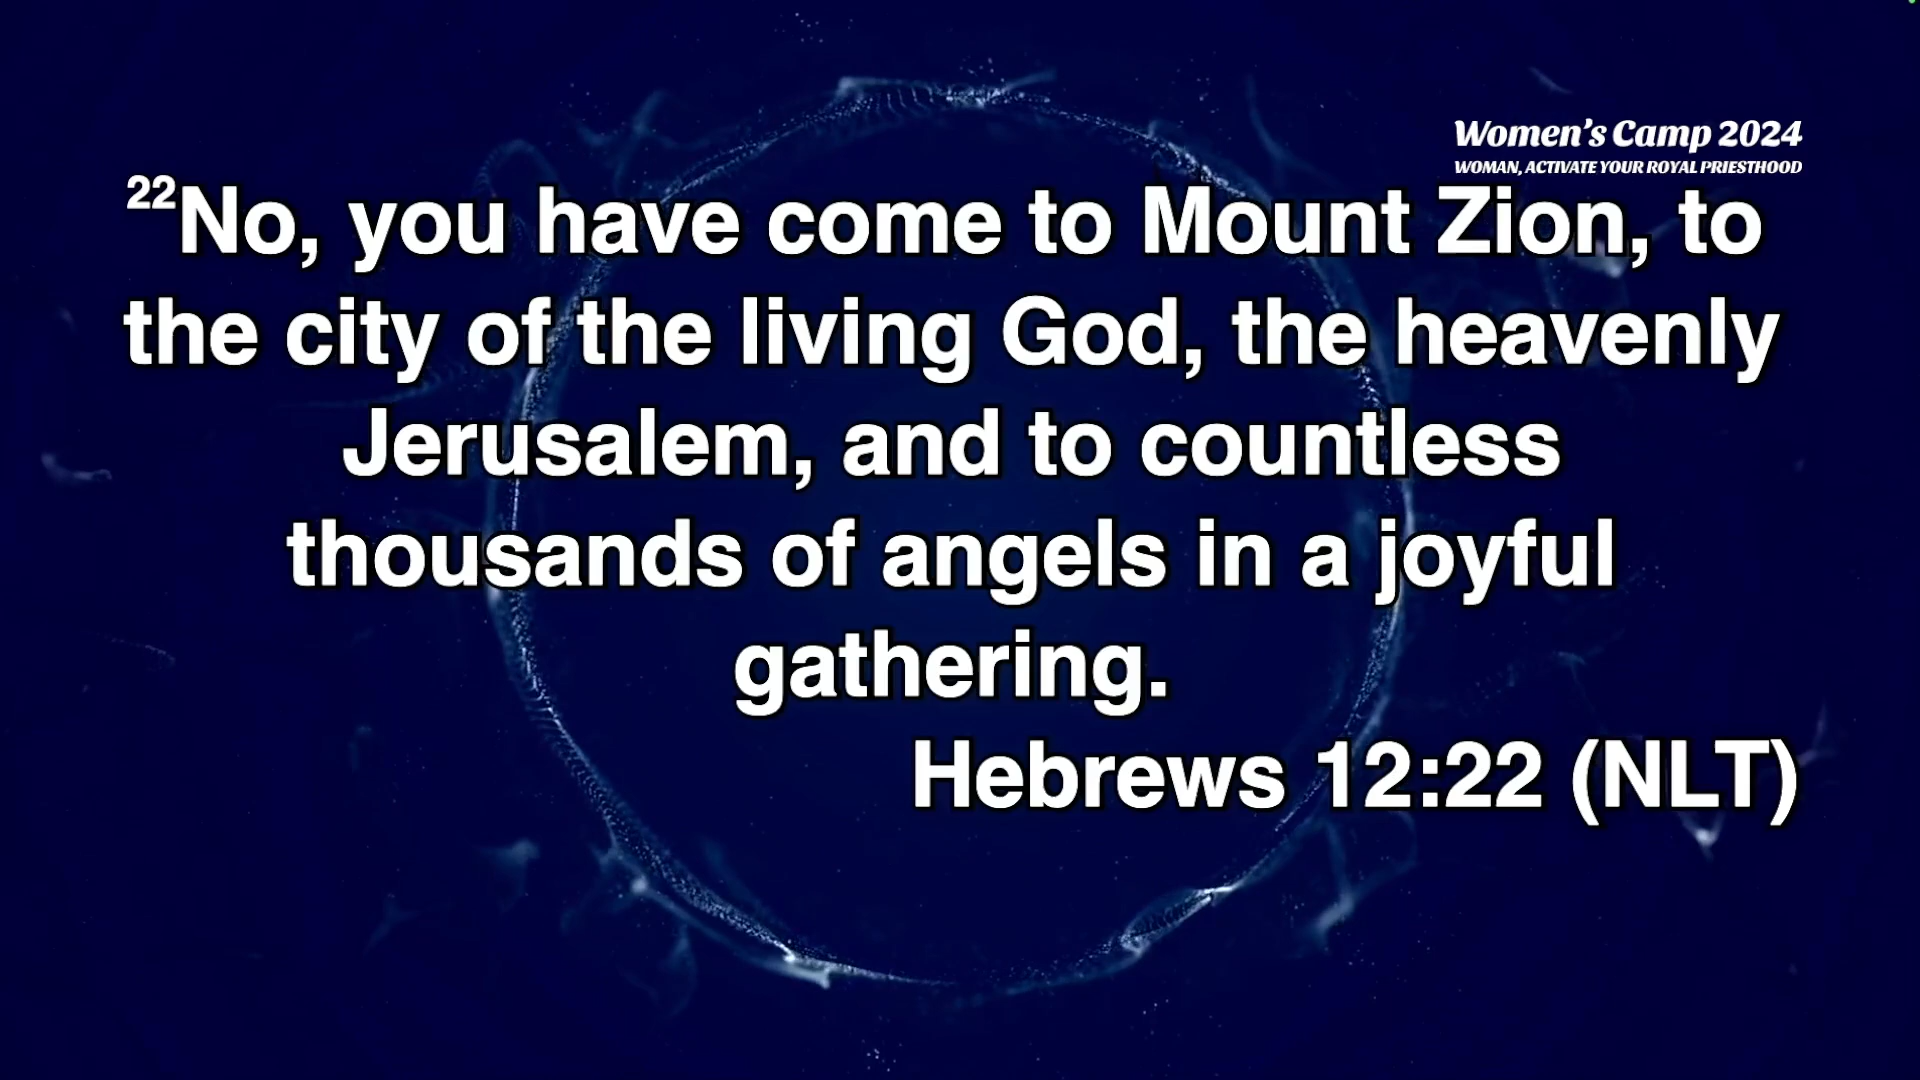 Women's Camp 2024
WOMAN, ACTIVATE YOUR ROYAL PRIESTHOOD
22No, you have come to Mount Zion, to
the city of the living God, the heavenly
Jerusalem, and to countless
thousands of angels in a joyful
gathering.
Hebrews 12:22 (NLT)